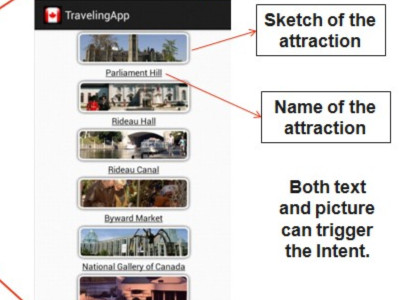 TravelingApp
Parliament Hill
Rideau Hall
Rideau Canal
Byward Market
National Gallery of Canada
Sketch of the
attraction
Name of the
attraction
Both text
and picture
can trigger
the Intent.